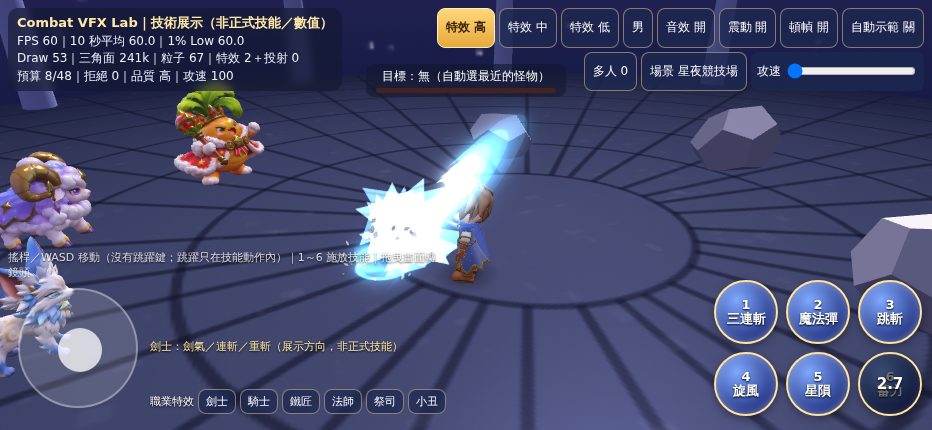 Combat VFX Lab｜技術展示（非正式技能／數值）
FPS 60｜10 秒平均 60.0｜1% Low 60.0
Draw 53｜三角面 241k｜粒子 67｜特效 2＋投射 0
預算 8/48｜拒絕 0｜品質 高｜攻速 100
特效 高
特效 中
特效 低
男
音效 開
震動 開
頓幀 開
自動示範 關
目標：無（自動選最近的怪物）
多人 0
場景 星夜競技場
攻速
搖桿／WASD 移動（沒有跳躍鍵；跳躍只在技能動作內）｜1～6 施放技能｜拖曳畫面轉
鏡頭
1
三連斬
2
魔法彈
3
跳斬
劍士：劍氣／連斬／重斬（展示方向，非正式技能）
4
旋風
5
星隕
2.7
職業特效
劍士
騎士
鐵匠
法師
祭司
小丑